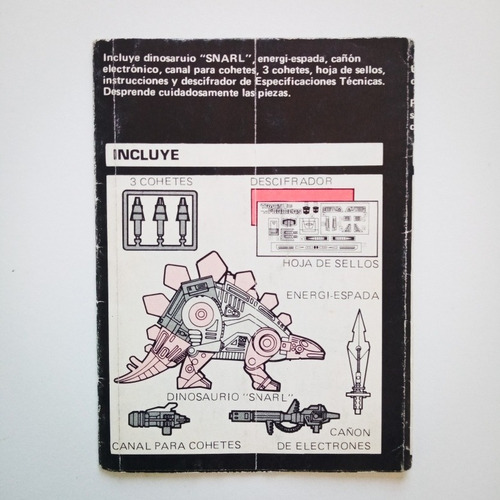 Incluye dinosaruio "SNARL", energi-espada, cañón
electrónico, canal para cohetes, 3 cohetes, hoja de sellos,
instrucciones y descifrador de Especificaciones Técnicas.
Desprende cuidadosamente las piezas.
INCLUYE
3 COHETES
DESCIFRADOR
HOJA DE SELLOS
ENERGI-ESPADA
DINOSAURIO "SNARL"
CANAL PARA COHETES
CAÑON
DE ELECTRONES